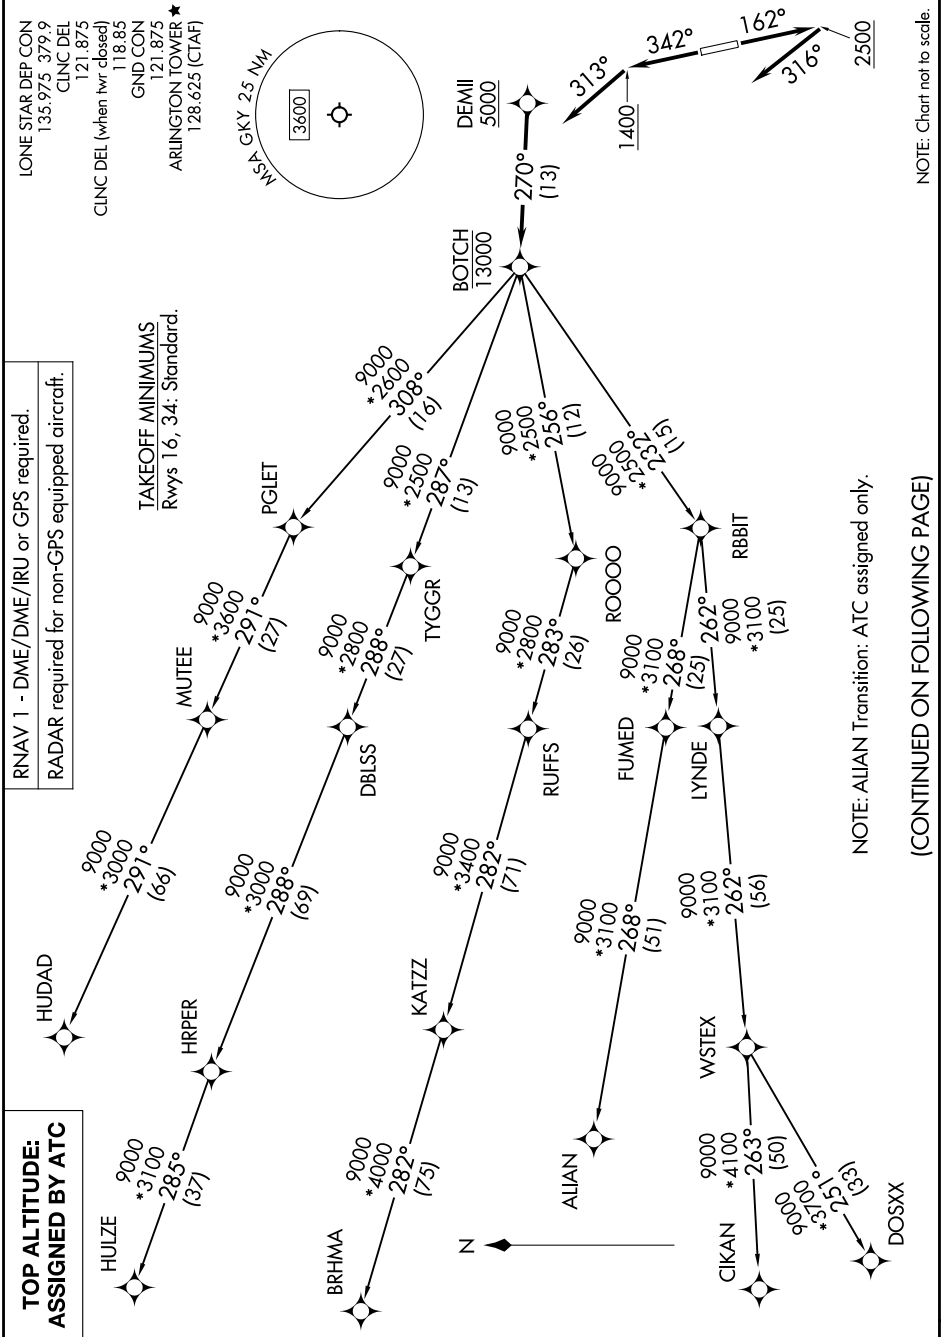 TOP ALTITUDE:
ASSIGNED BY ATC
RNAV 1 - DME/DME/IRU or GPS required.
RADAR required for non-GPS equipped aircraft.
LONE STAR DEP CON
135.975 379.9
CLNC DEL
121.875
CLNC DEL (when twr closed)
118.85
GND CON
121.875
ARLINGTON TOWER★
128.625 (CTAF)
MSA GKY 25 NM
3600
TAKEOFF MINIMUMS
Rwys 16, 34: Standard.
HUDAD
9000
*3000
291°
(66)
MUTEE
9000
*3600
291°
(27)
PGLET
9000
*2600
308°
(16)
HULZE
9000
*3100
285°
(37)
HRPER
9000
*3000
288°
(69)
DBLSS
9000
*2800
288°
(27)
TYGGR
9000
*2500
287°
(13)
BRHMA
9000
*4000
282°
(75)
KATZZ
9000
*3400
282°
(71)
RUFFS
9000
*2800
283°
(26)
ROOOO
9000
*2500
256°
(12)
BOTCH
13000
270°
(13)
DEMII
5000
N
ALIAN
9000
*3100
268°
(51)
FUMED
9000
*3100
268°
(25)
RBBIT
9000
*2500
232°
(15)
CIKAN
9000
*4100
263°
(50)
WSTEX
9000
*3100
262°
(56)
LYNDE
262°
9000
*3100
(25)
DOSXX
9000
*3700
251°
(33)
313°
1400
342°
162°
316°
2500
NOTE: ALIAN Transition: ATC assigned only.
(CONTINUED ON FOLLOWING PAGE)
NOTE: Chart not to scale.